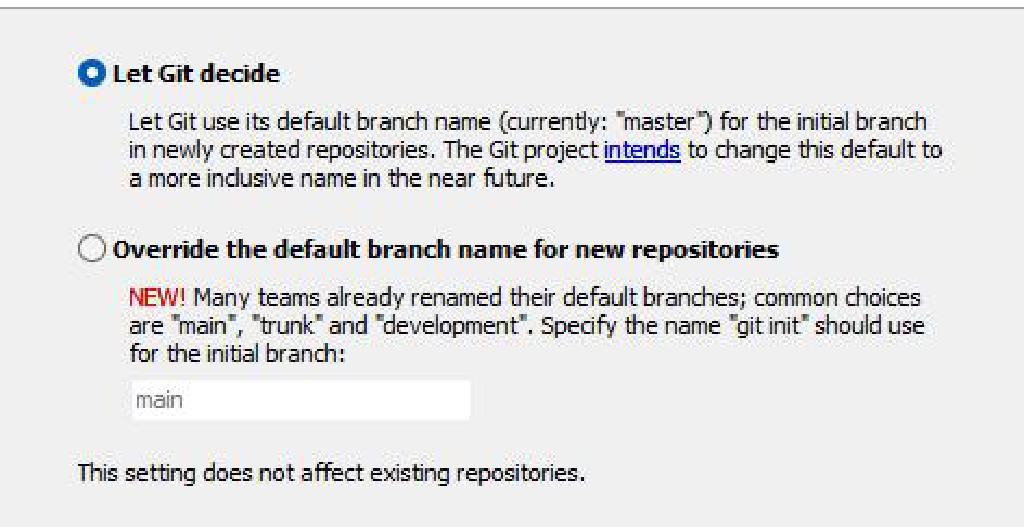 Let Git decide
Let Git use its default branch name (currently: "master") for the initial branch
in newly created repositories. The Git project intends to change this default to
a more inclusive name in the near future.
Override the default branch name for new repositories
NEW! Many teams already renamed their default branches; common choices
are "main", "trunk" and "development". Specify the name "git init" should use
for the initial branch:
main
This setting does not affect existing repositories.